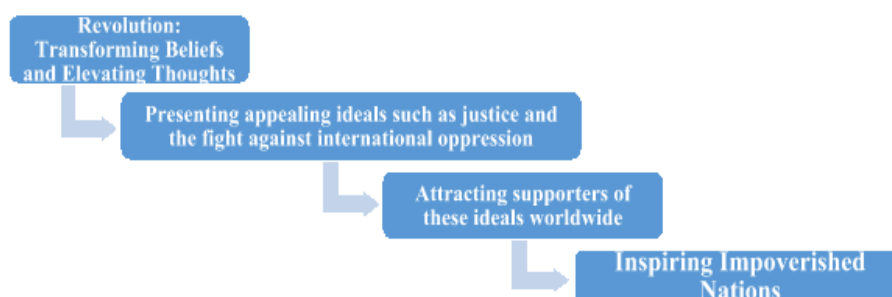 Revolution:
Transforming Beliefs
and Elevating Thoughts
Presenting appealing ideals such as justice and
the fight against international oppression
Attracting supporters of
these ideals worldwide
Inspiring Impoverished
Nations